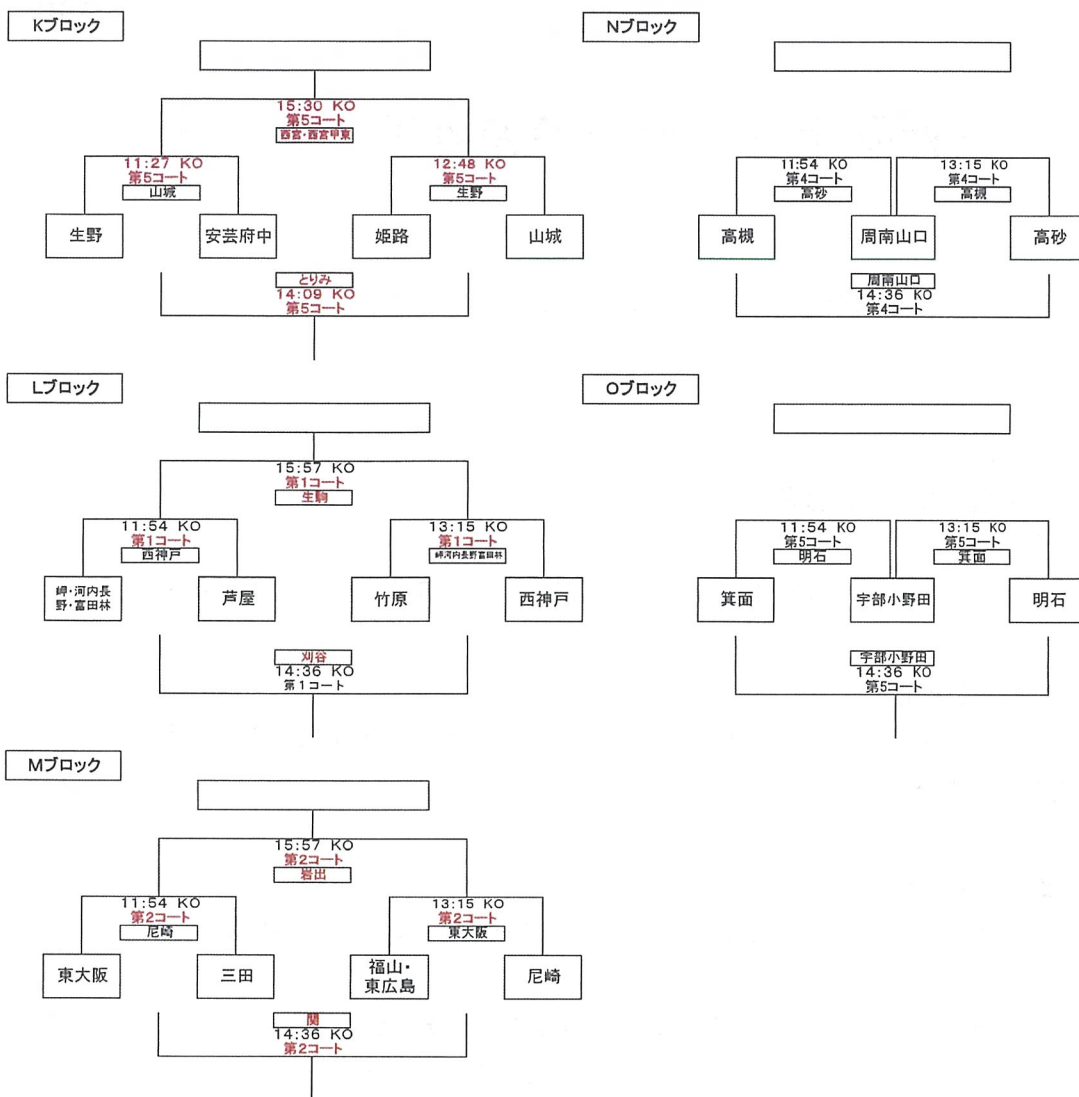 Kブロック
15:30 KO
第5コート
西宮・西宮甲東
11:27 KO
第5コート
山城
12:48 KO
第5コート
生野
生野
安芸府中
姫路
山城
とりみ
14:09 KO
第5コート
Nブロック
11:54 KO
第4コート
高砂
13:15 KO
第4コート
高槻
高槻
周南山口
高砂
周南山口
14:36 KO
第4コート
Lブロック
15:57 KO
第1コート
生駒
11:54 KO
第1コート
西神戸
13:15 KO
第1コート
岬河内長野富田林
岬・河内長
野・富田林
芦屋
竹原
西神戸
刈谷
14:36 KO
第1コート
Oブロック
11:54 KO
第5コート
明石
13:15 KO
第5コート
箕面
箕面
宇部小野田
明石
宇部小野田
14:36 KO
第5コート
Mブロック
15:57 KO
第2コート
岩出
11:54 KO
第2コート
尼崎
13:15 KO
第2コート
東大阪
東大阪
三田
福山・
東広島
尼崎
関
14:36 KO
第2コート